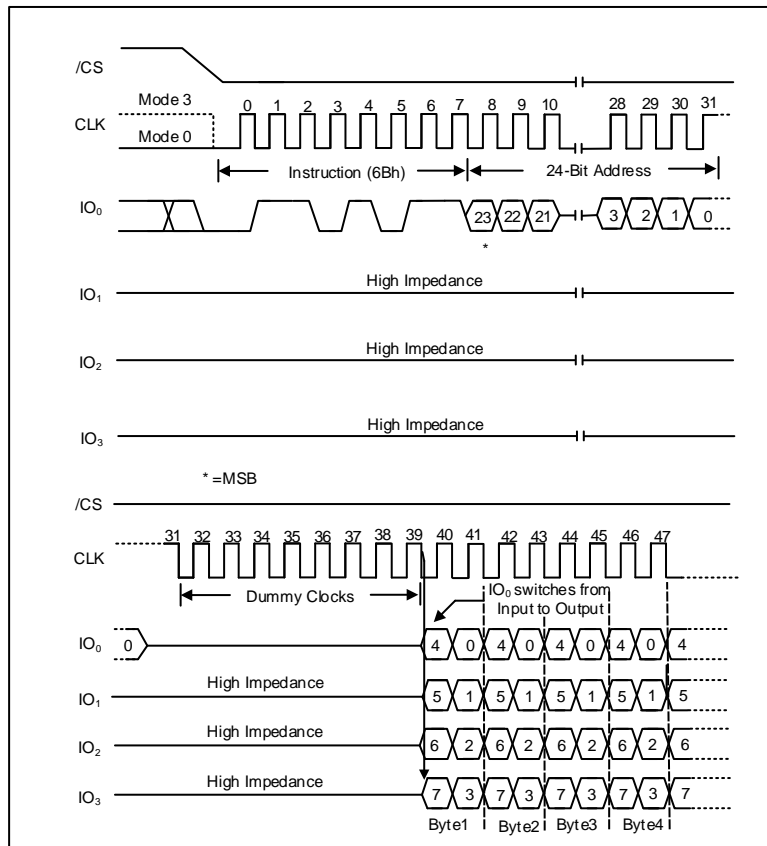 /CS
Mode 3
CLK
Mode 0
0 1 2 3 4 5 6 7 8 9 10 28 29 30 31
Instruction (6Bh) 24-Bit Address
IO₀ 23 22 21 3 2 1 0
*
High Impedance
IO₁
High Impedance
IO₂
High Impedance
IO₃
* =MSB
/CS
31 32 33 34 35 36 37 38 39 40 41 42 43 44 45 46 47
CLK
Dummy Clocks
IO₀ switches from
Input to Output
IO₀ 0 4 0 4 0 4 0 4 0 4
High Impedance
IO₁ 5 1 5 1 5 1 5 1 5
High Impedance
IO₂ 6 2 6 2 6 2 6 2 6
High Impedance
IO₃ 7 3 7 3 7 3 7 3 7
Byte1 Byte2 Byte3 Byte4